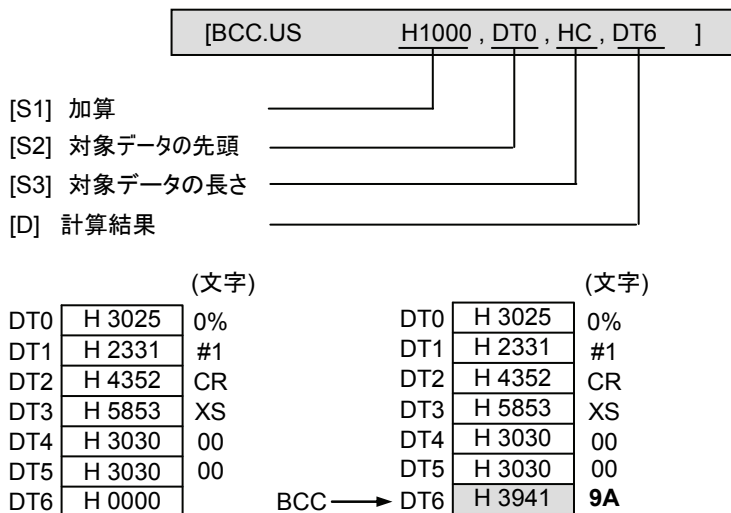 [BCC.US H1000 , DT0 , HC , DT6 ]
[S1] 加算
[S2] 対象データの先頭
[S3] 対象データの長さ
[D] 計算結果
(文字) (文字)
DT0 H 3025 0% DT0 H 3025 0%
DT1 H 2331 #1 DT1 H 2331 #1
DT2 H 4352 CR DT2 H 4352 CR
DT3 H 5853 XS DT3 H 5853 XS
DT4 H 3030 00 DT4 H 3030 00
DT5 H 3030 00 DT5 H 3030 00
DT6 H 0000 BCC DT6 H 3941 9A